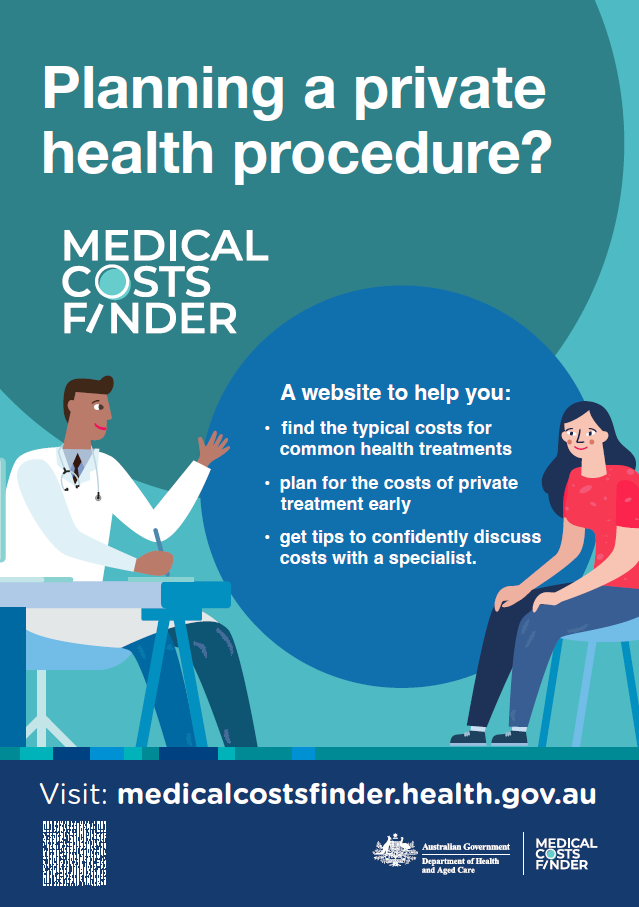 Planning a private
health procedure?
MEDICAL
COSTS
FINDER
A website to help you:
• find the typical costs for
common health treatments
• plan for the costs of private
treatment early
• get tips to confidently discuss
costs with a specialist.
Visit: medicalcostsfinder.health.gov.au
Australian Government
Department of Health
and Aged Care
MEDICAL
COSTS
FINDER